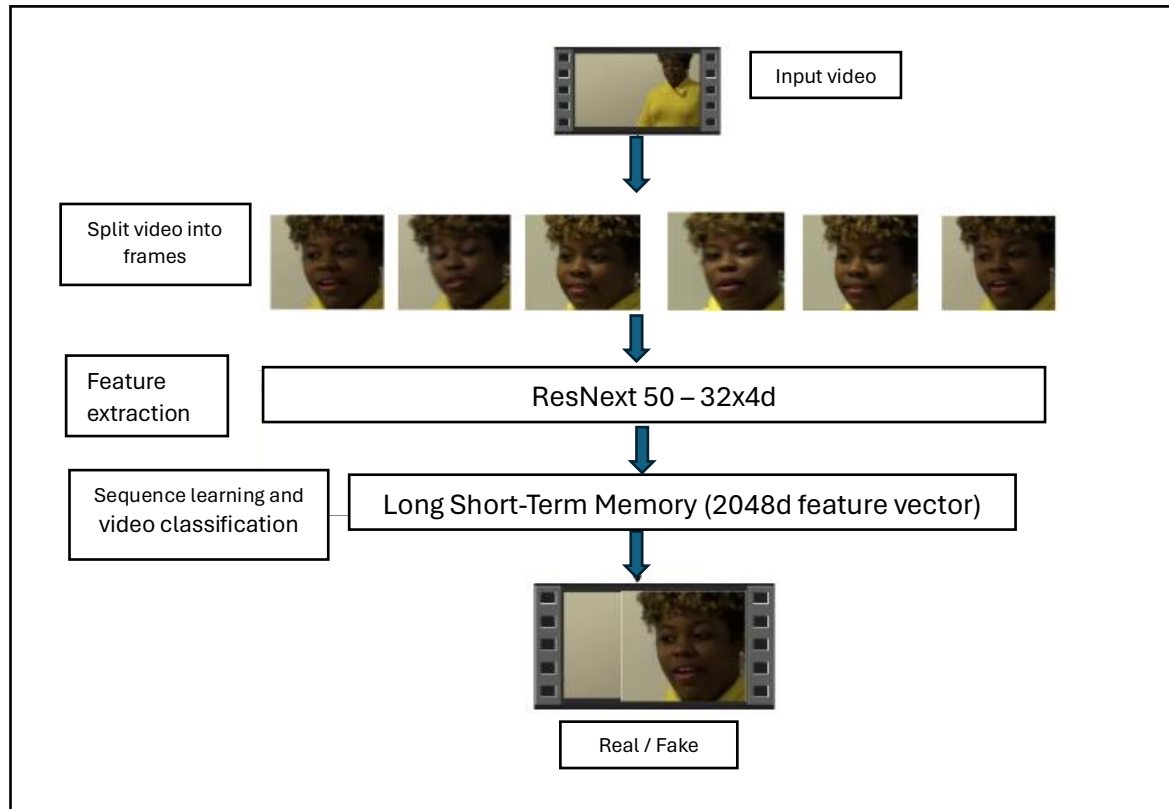 Input video
Split video into
frames
Feature
extraction
ResNext 50 – 32x4d
Sequence learning and
video classification
Long Short-Term Memory (2048d feature vector)
Real / Fake